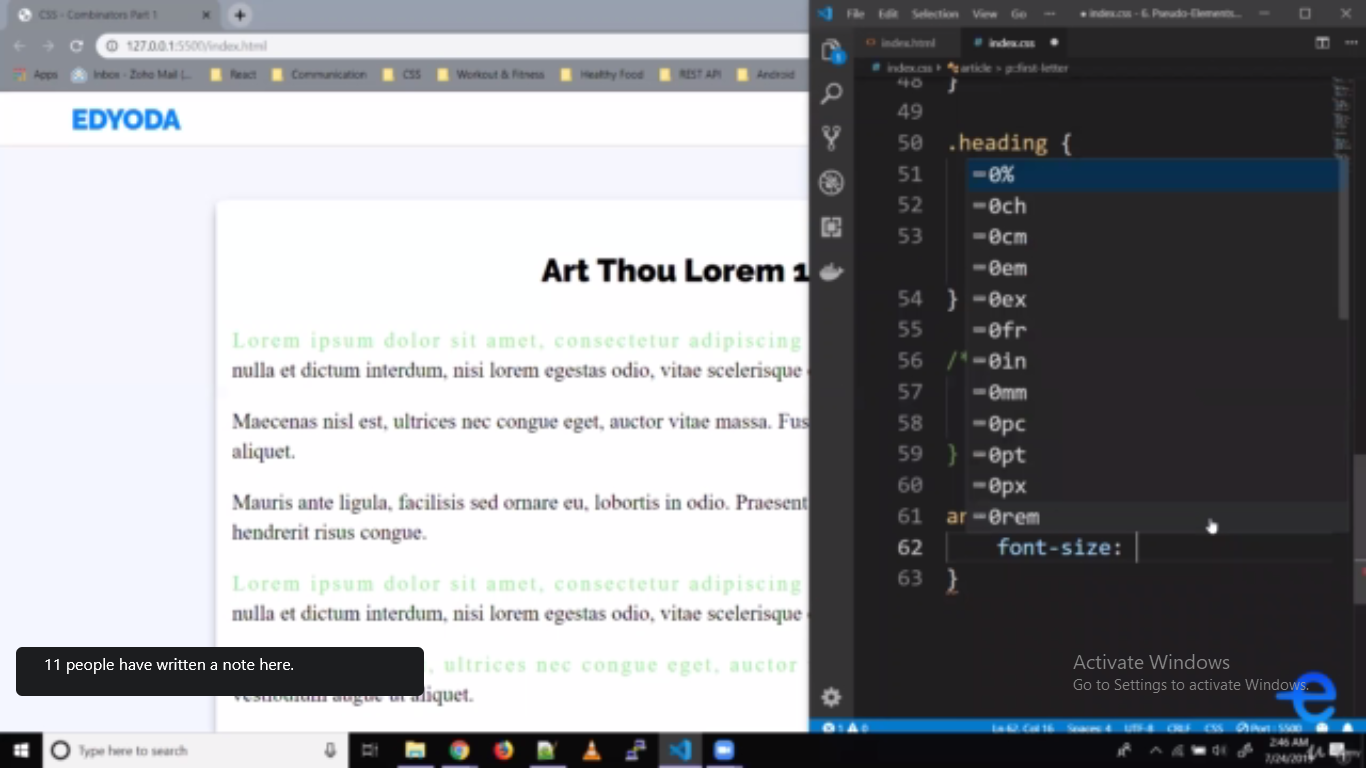 CSS - Combinators Part 1
127.0.0.1:5500/index.html
Apps
Inbox - Zoho Mail (...
React
Communication
CSS
Workout & Fitness
Healthy Food
REST API
Android
EDYODA
Art Thou Lorem 1
Lorem ipsum dolor sit amet, consectetur adipiscing
nulla et dictum interdum, nisi lorem egestas odio, vitae scelerisque
Maecenas nisl est, ultrices nec congue eget, auctor vitae massa. Fus
aliquet.
Mauris ante ligula, facilisis sed ornare eu, lobortis in odio. Praesent
hendrerit risus congue.
Lorem ipsum dolor sit amet, consectetur adipiscing
nulla et dictum interdum, nisi lorem egestas odio, vitae scelerisque
, ultrices nec congue eget, auctor
vestibulum augue ut aliquet.
11 people have written a note here.
File Edit Selection View Go ··· ● index.css - 6. Pseudo-Elements...
index.html
index.css
index.css > article > p::first-letter
48 }
49
50 .heading {
51
52
53
54 }
55
56 /*
57
58
59 }
60
61 ar
62 font-size:
63 }
0%
0ch
0cm
0em
0ex
0fr
0in
0mm
0pc
0pt
0px
0rem
Activate Windows
Go to Settings to activate Windows.
1 0
Ln 62, Col 16 Spaces: 4 UTF-8 CRLF CSS Port : 5500
Type here to search
2:46 AM